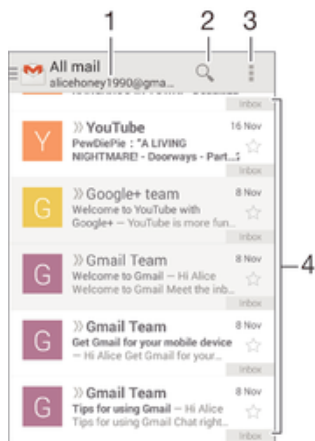 1
2
3
All mail
alicehoney1990@gma...
Inbox
Y
YouTube
16 Nov
PewDiePie : "A LIVING
NIGHTMARE! - Doorways - Part...
Inbox
G
Google+ team
8 Nov
Welcome to YouTube with
Google+ – YouTube is more fun...
Inbox
G
Gmail Team
8 Nov
Welcome to Gmail – Hi Alice
Welcome to Gmail Meet the inb...
Inbox
4
G
Gmail Team
8 Nov
Get Gmail for your mobile device
– Hi Alice Get Gmail for your...
Inbox
G
Gmail Team
8 Nov
Tips for using Gmail – Hi Alice
Tips for using Gmail Chat right...
Inbox